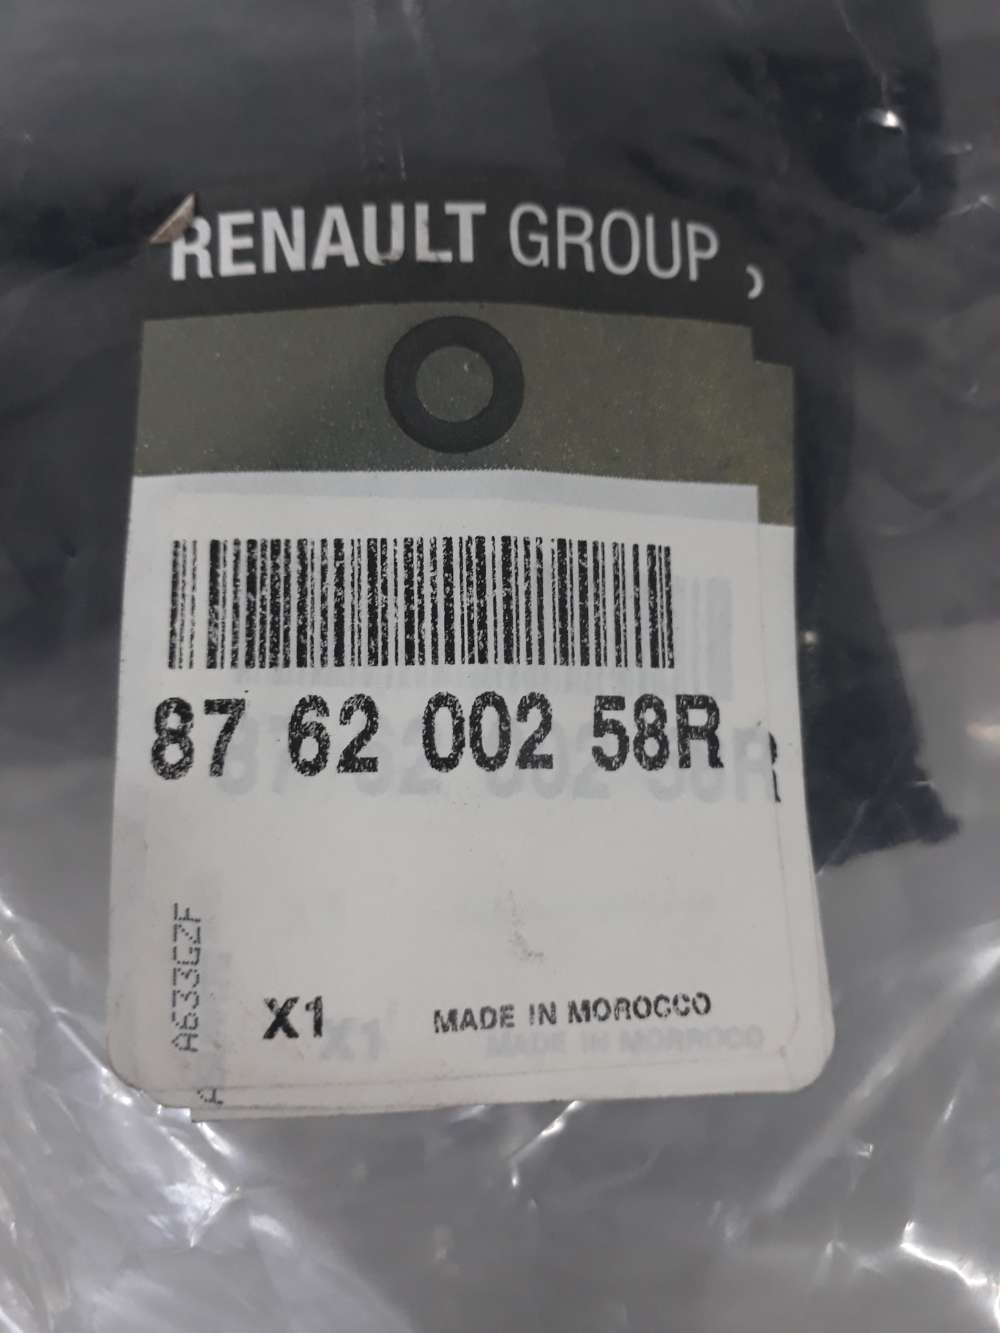 RENAULT GROUP
87 62 002 58R
A633GZF
X1
MADE IN MOROCCO